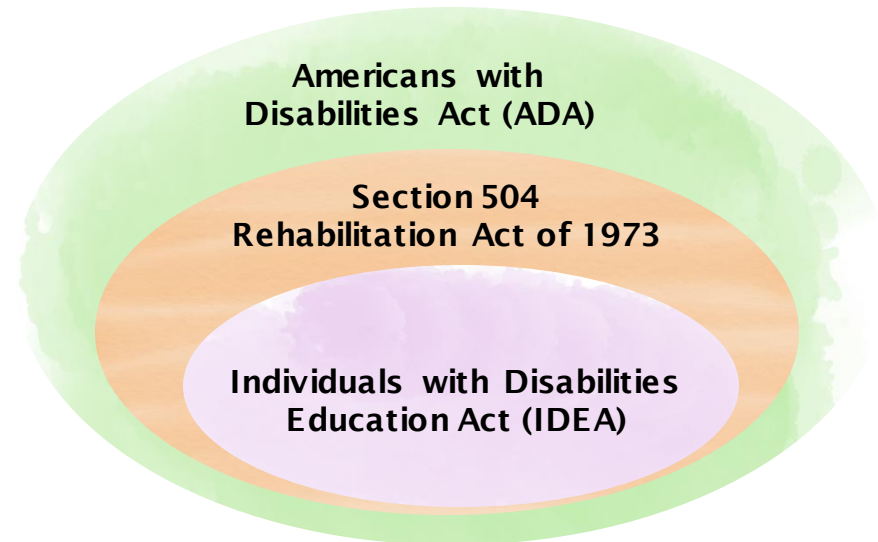 Americans with
Disabilities Act (ADA)
Section 504
Rehabilitation Act of 1973
Individuals with Disabilities
Education Act (IDEA)